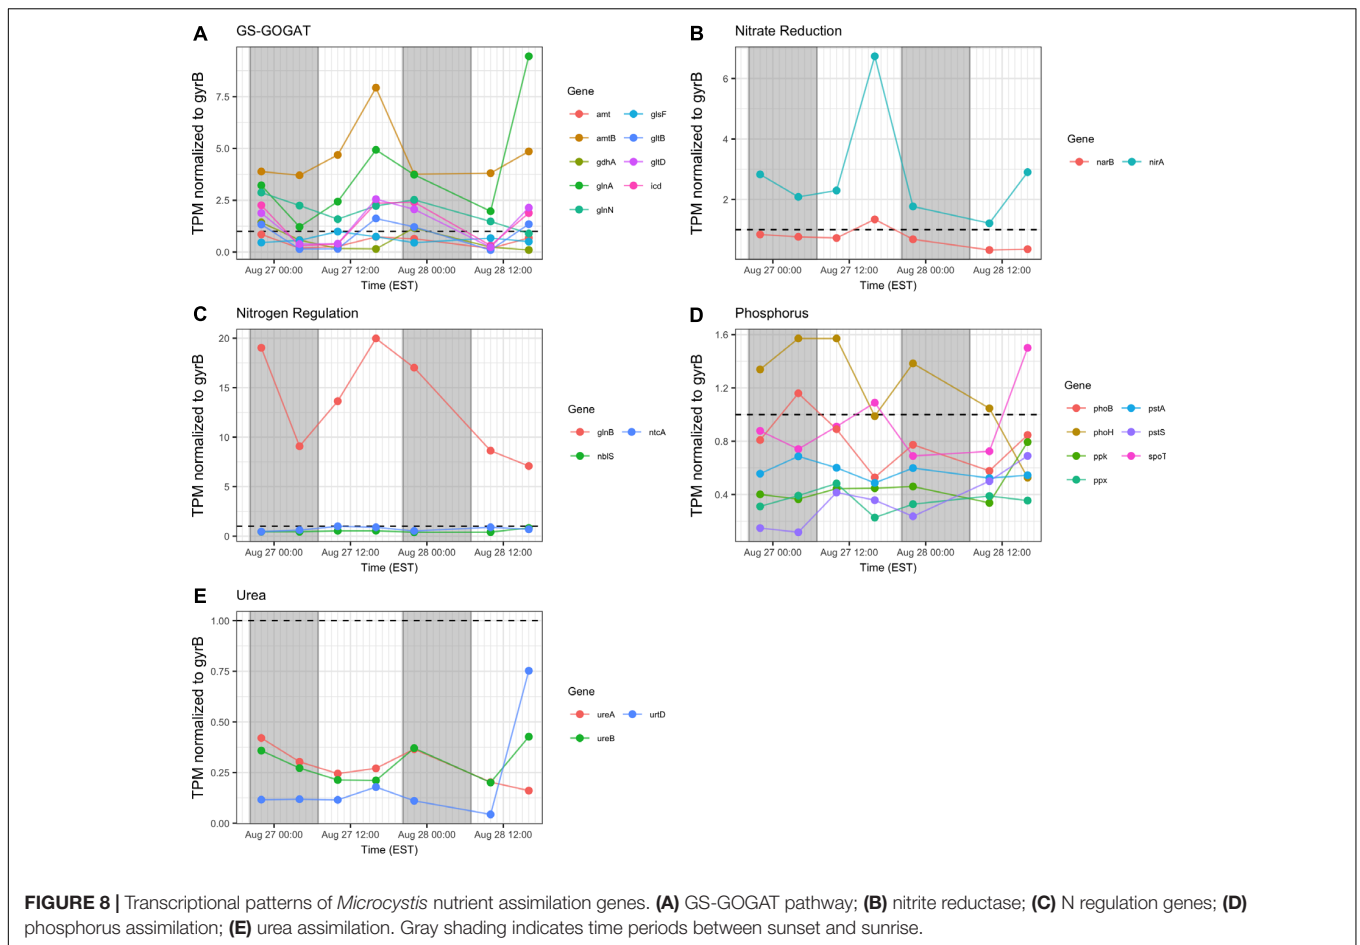 A GS-GOGAT
TPM normalized to gyrB
7.5
5.0
2.5
0.0
Aug 27 00:00 Aug 27 12:00 Aug 28 00:00 Aug 28 12:00
Time (EST)
Gene
amt glsF
amtB gltB
gdhA gltD
glnA icd
glnN
B Nitrate Reduction
TPM normalized to gyrB
6
4
2
Aug 27 00:00 Aug 27 12:00 Aug 28 00:00 Aug 28 12:00
Time (EST)
Gene
narB nirA
C Nitrogen Regulation
TPM normalized to gyrB
20
15
10
5
0
Aug 27 00:00 Aug 27 12:00 Aug 28 00:00 Aug 28 12:00
Time (EST)
Gene
glnB ntcA
nblS
D Phosphorus
TPM normalized to gyrB
1.6
1.2
0.8
0.4
Aug 27 00:00 Aug 27 12:00 Aug 28 00:00 Aug 28 12:00
Time (EST)
Gene
phoB pstA
phoH pstS
ppk spoT
ppx
E Urea
TPM normalized to gyrB
1.00
0.75
0.50
0.25
0.00
Aug 27 00:00 Aug 27 12:00 Aug 28 00:00 Aug 28 12:00
Time (EST)
Gene
ureA urtD
ureB
FIGURE 8 | Transcriptional patterns of Microcystis nutrient assimilation genes. (A) GS-GOGAT pathway; (B) nitrite reductase; (C) N regulation genes; (D)
phosphorus assimilation; (E) urea assimilation. Gray shading indicates time periods between sunset and sunrise.